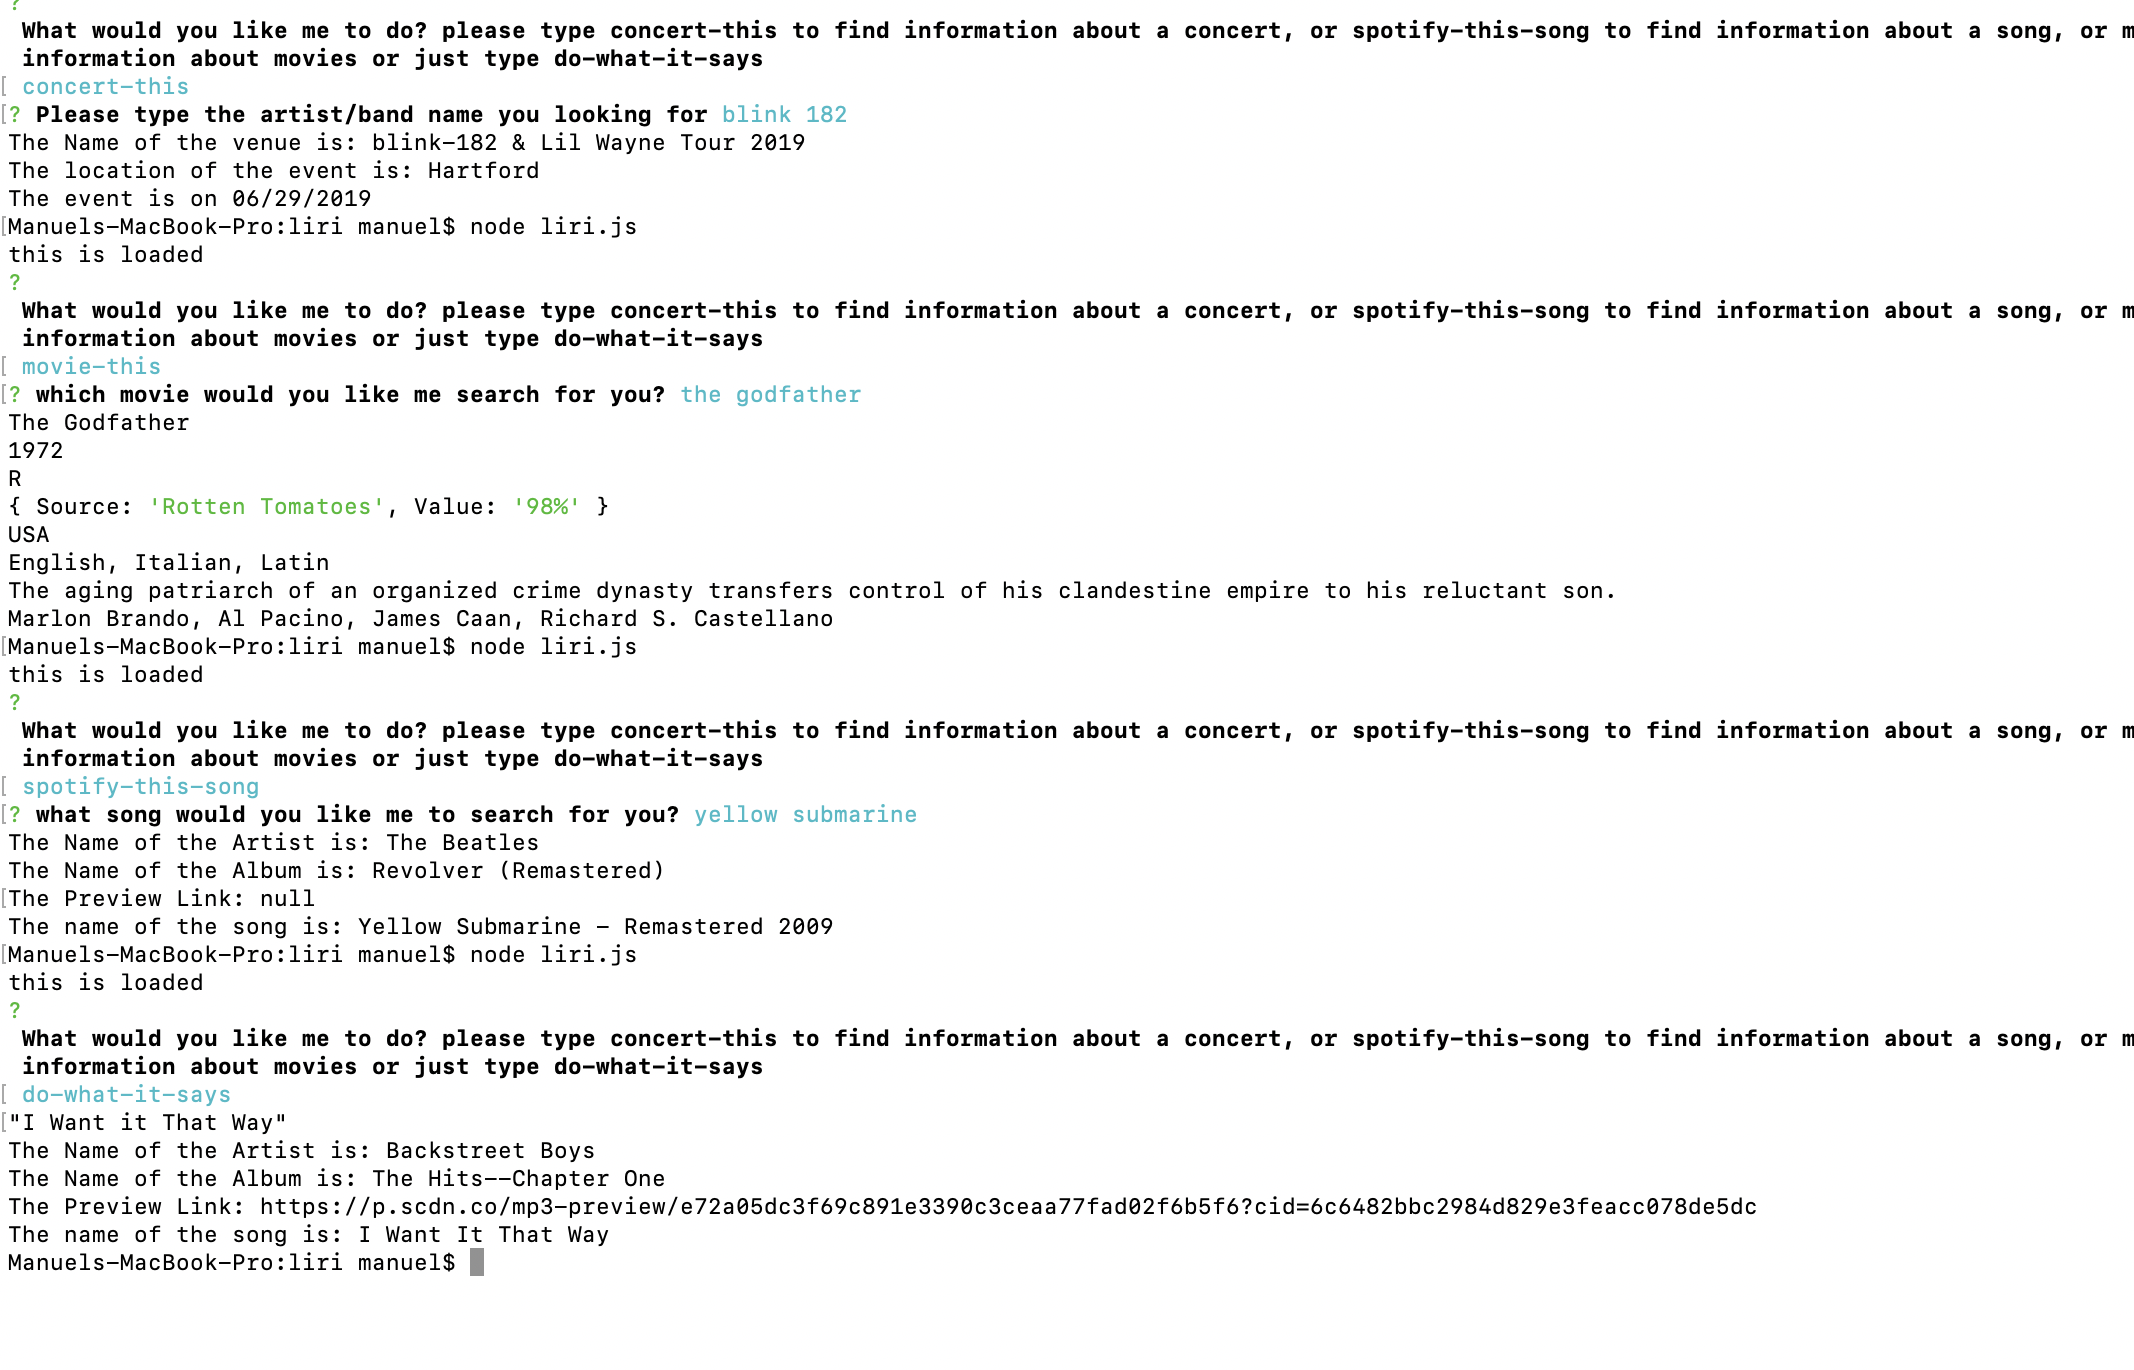 ?
What would you like me to do? please type concert-this to find information about a concert, or spotify-this-song to find information about a song, or m
information about movies or just type do-what-it-says
[ concert-this
[? Please type the artist/band name you looking for blink 182
The Name of the venue is: blink-182 & Lil Wayne Tour 2019
The location of the event is: Hartford
The event is on 06/29/2019
[Manuels-MacBook-Pro:liri manuel$ node liri.js
this is loaded
?
What would you like me to do? please type concert-this to find information about a concert, or spotify-this-song to find information about a song, or m
information about movies or just type do-what-it-says
[ movie-this
[? which movie would you like me search for you? the godfather
The Godfather
1972
R
{ Source: 'Rotten Tomatoes', Value: '98%' }
USA
English, Italian, Latin
The aging patriarch of an organized crime dynasty transfers control of his clandestine empire to his reluctant son.
Marlon Brando, Al Pacino, James Caan, Richard S. Castellano
[Manuels-MacBook-Pro:liri manuel$ node liri.js
this is loaded
?
What would you like me to do? please type concert-this to find information about a concert, or spotify-this-song to find information about a song, or m
information about movies or just type do-what-it-says
[ spotify-this-song
[? what song would you like me to search for you? yellow submarine
The Name of the Artist is: The Beatles
The Name of the Album is: Revolver (Remastered)
[The Preview Link: null
The name of the song is: Yellow Submarine - Remastered 2009
[Manuels-MacBook-Pro:liri manuel$ node liri.js
this is loaded
?
What would you like me to do? please type concert-this to find information about a concert, or spotify-this-song to find information about a song, or m
information about movies or just type do-what-it-says
[ do-what-it-says
["I Want it That Way"
The Name of the Artist is: Backstreet Boys
The Name of the Album is: The Hits--Chapter One
The Preview Link: https://p.scdn.co/mp3-preview/e72a05dc3f69c891e3390c3ceaa77fad02f6b5f6?cid=6c6482bbc2984d829e3feacc078de5dc
The name of the song is: I Want It That Way
Manuels-MacBook-Pro:liri manuel$